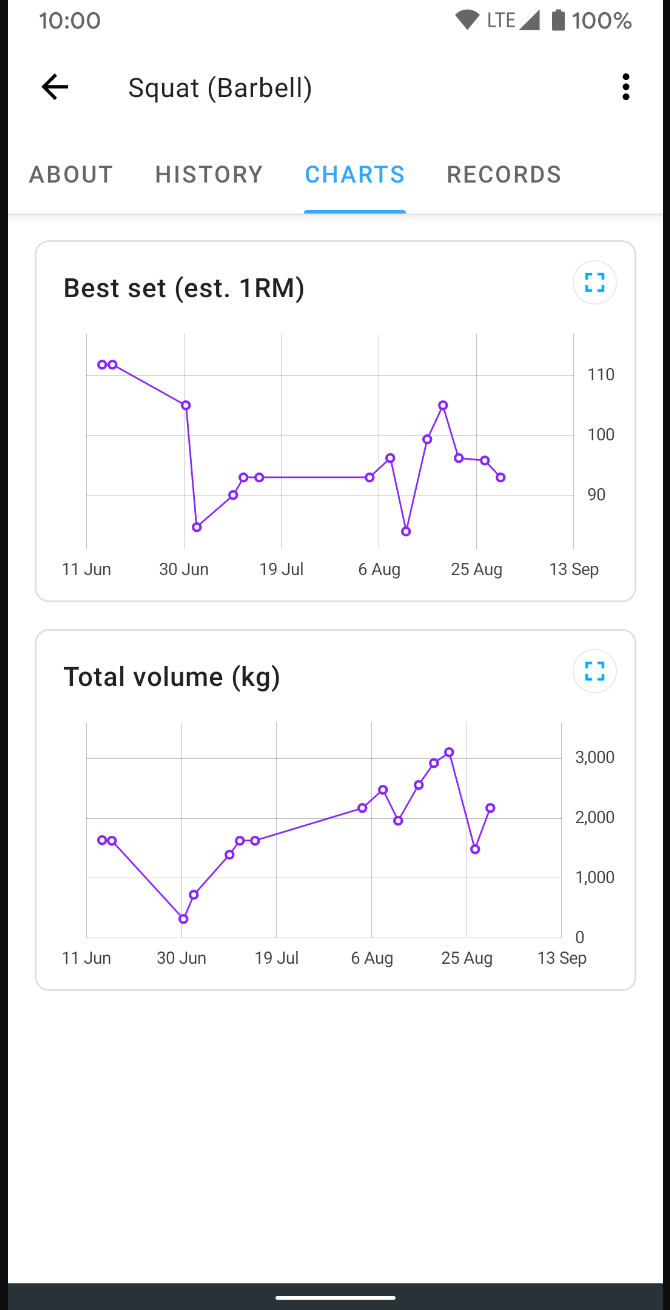 10:00 LTE 100%
Squat (Barbell)
ABOUT HISTORY CHARTS RECORDS
Best set (est. 1RM)
110
100
90
11 Jun 30 Jun 19 Jul 6 Aug 25 Aug 13 Sep
Total volume (kg)
3,000
2,000
1,000
0
11 Jun 30 Jun 19 Jul 6 Aug 25 Aug 13 Sep